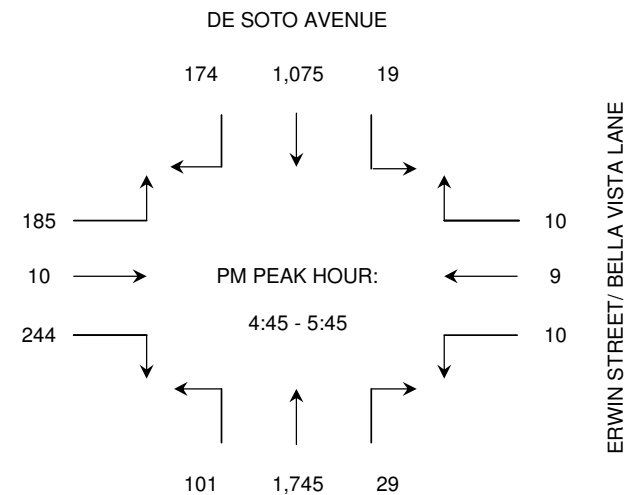 DE SOTO AVENUE
174 1,075 19
185 10
10 PM PEAK HOUR: 9
4:45 - 5:45
244 10
101 1,745 29
ERWIN STREET/ BELLA VISTA LANE